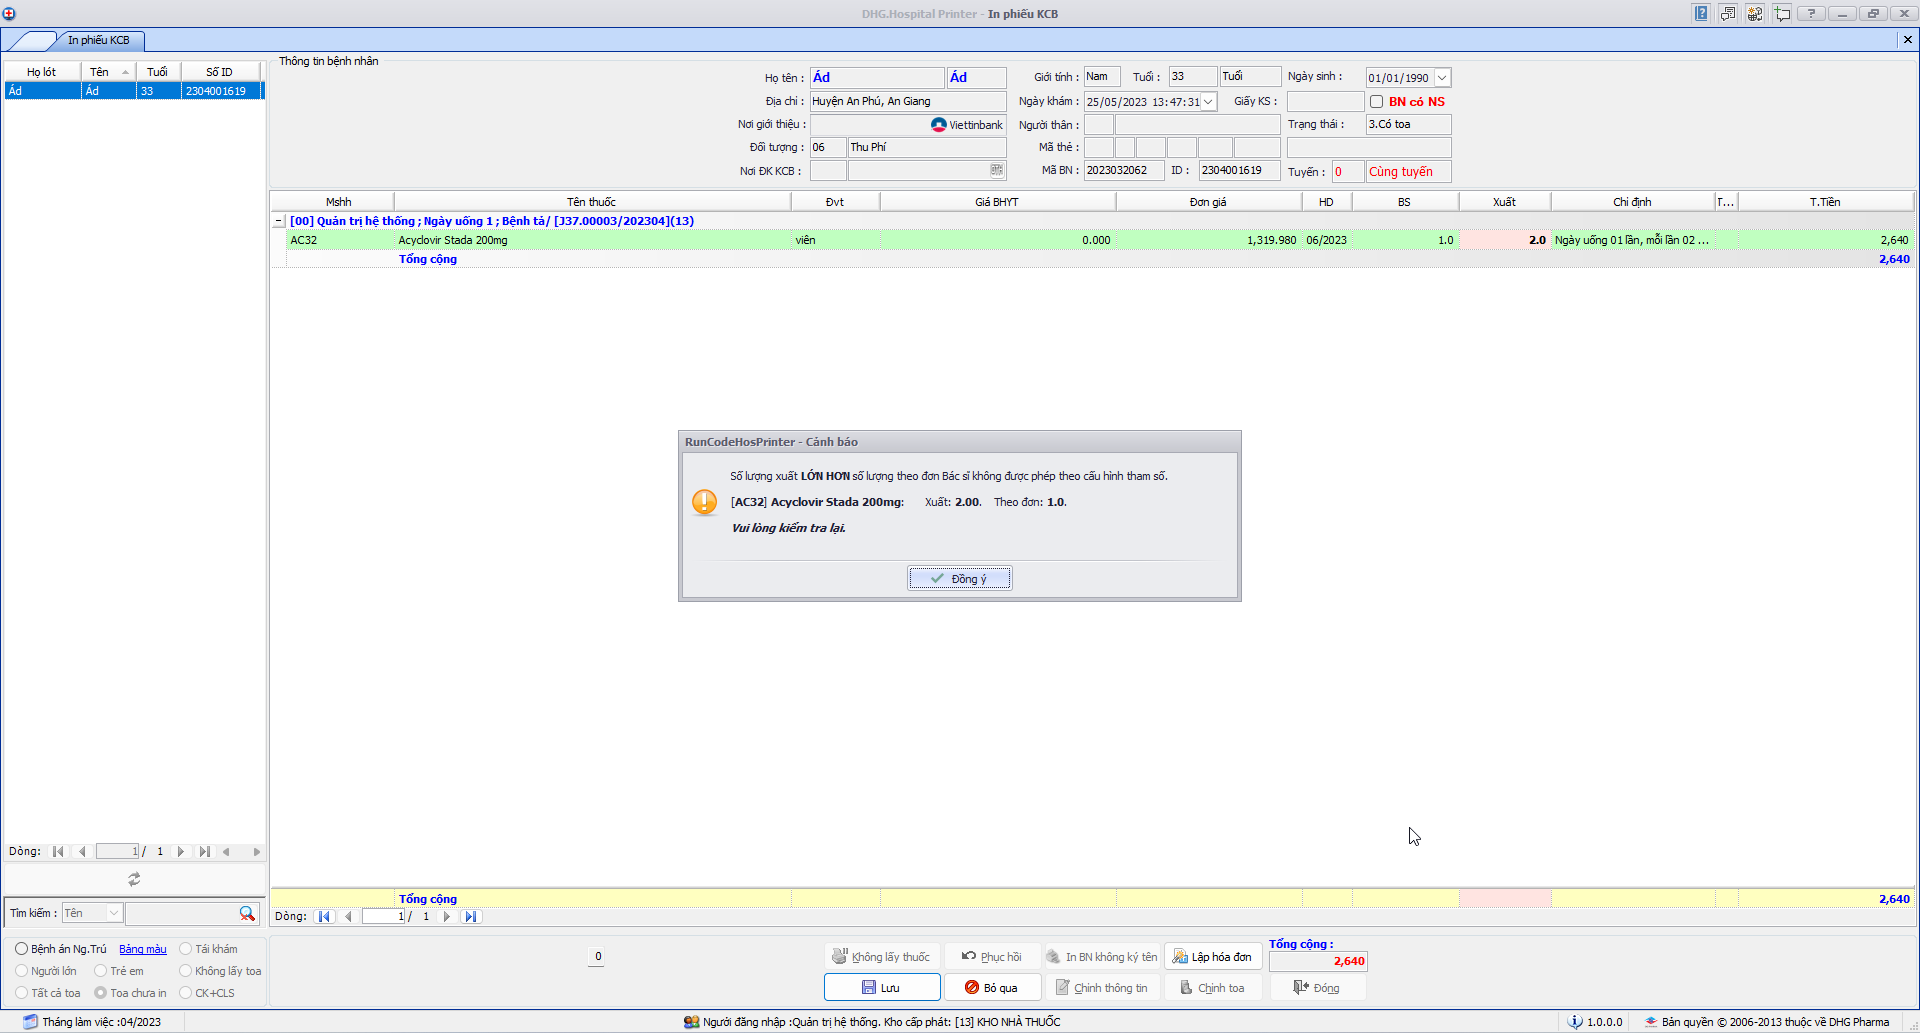 DHG.Hospital Printer - In phiếu KCB
In phiếu KCB
Họ lót Tên Tuổi Số ID
Ád Ád 33 2304001619
Thông tin bệnh nhân
Họ tên : Ád Ád Giới tính : Nam Tuổi : 33 Tuổi Ngày sinh : 01/01/1990
Địa chỉ : Huyện An Phú, An Giang Ngày khám : 25/05/2023 13:47:31 Giấy KS : BN có NS
Nơi giới thiệu : Viettinbank Người thân : Trạng thái : 3.Có toa
Đối tượng : 06 Thu Phí Mã thẻ :
Nơi ĐK KCB : Mã BN : 2023032062 ID : 2304001619 Tuyến : 0 Cùng tuyến
Mshh Tên thuốc Đvt Giá BHYT Đơn giá HD BS Xuất Chỉ định T... T.Tiền
[00] Quản trị hệ thống ; Ngày uống 1 ; Bệnh tả/ [J37.00003/202304](13)
AC32 Acyclovir Stada 200mg viên 0.000 1,319.980 06/2023 1.0 2.0 Ngày uống 01 lần, mỗi lần 02 ... 2,640
Tổng cộng 2,640
RunCodeHosPrinter - Cảnh báo
Số lượng xuất LỚN HƠN số lượng theo đơn Bác sĩ không được phép theo cấu hình tham số.
[AC32] Acyclovir Stada 200mg: Xuất: 2.00. Theo đơn: 1.0.
Vui lòng kiểm tra lại.
Đồng ý
Dòng: 1 / 1
Tổng cộng 2,640
Tìm kiếm : Tên
Dòng: 1 / 1
Bệnh án Ng.Trú Bảng màu Tái khám
Người lớn Trẻ em Không lấy toa
Tất cả toa Toa chưa in CK+CLS
0
Không lấy thuốc Phục hồi In BN không ký tên Lập hóa đơn
Lưu Bỏ qua Chỉnh thông tin Chỉnh toa Đóng
Tổng cộng :
2,640
Tháng làm việc :04/2023 Người đăng nhập :Quản trị hệ thống. Kho cấp phát: [13] KHO NHÀ THUỐC 1.0.0.0 Bản quyền © 2006-2013 thuộc về DHG Pharma